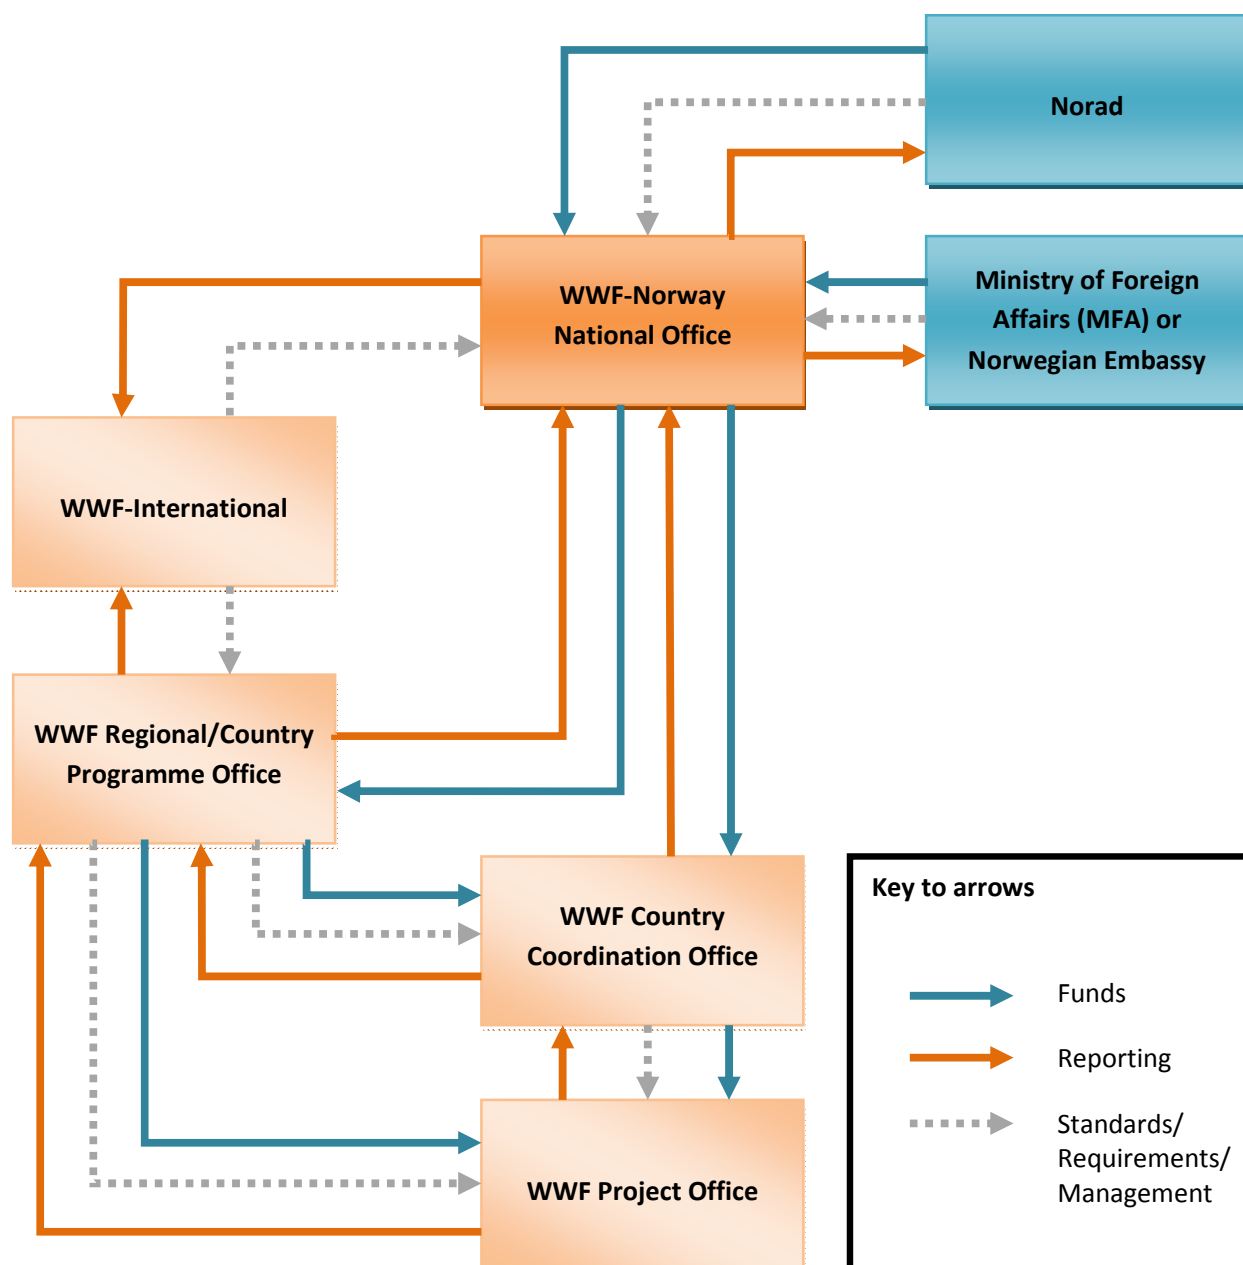 Norad
WWF-Norway
National Office
Ministry of Foreign
Affairs (MFA) or
Norwegian Embassy
WWF-International
WWF Regional/Country
Programme Office
WWF Country
Coordination Office
WWF Project Office
Key to arrows
Funds
Reporting
Standards/
Requirements/
Management